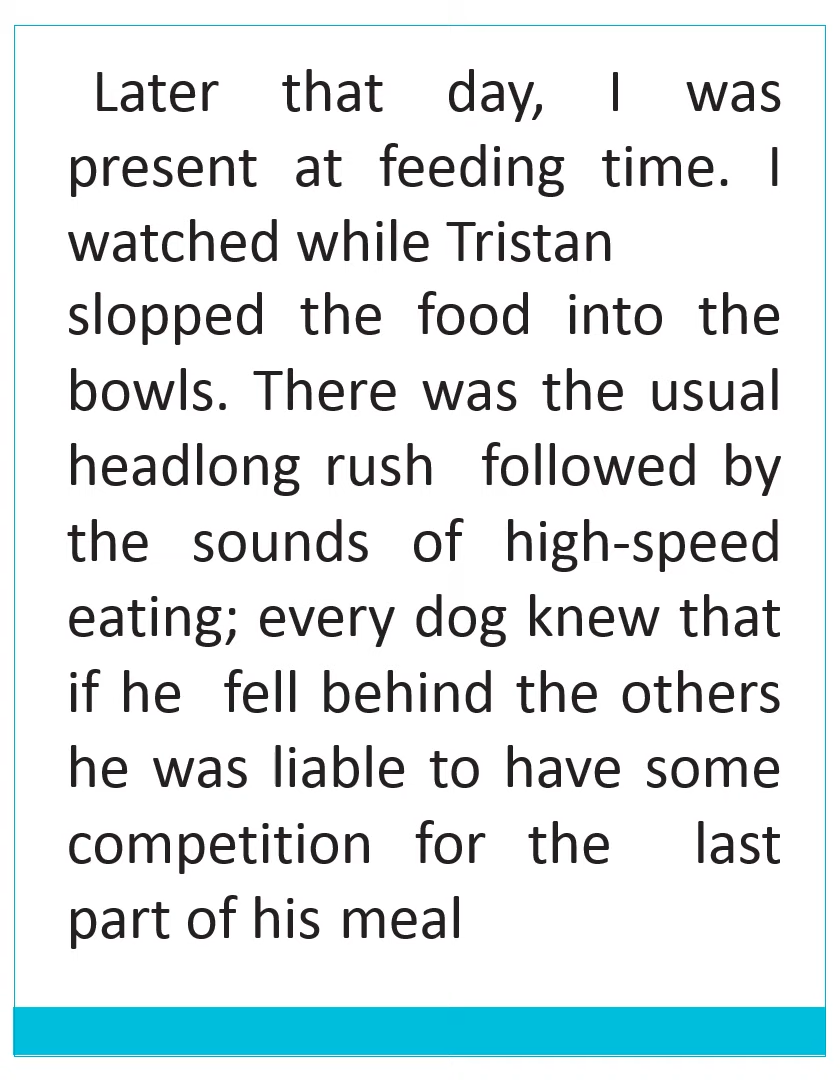 Later that day, I was
present at feeding time. I
watched while Tristan
slopped the food into the
bowls. There was the usual
headlong rush followed by
the sounds of high-speed
eating; every dog knew that
if he fell behind the others
he was liable to have some
competition for the last
part of his meal